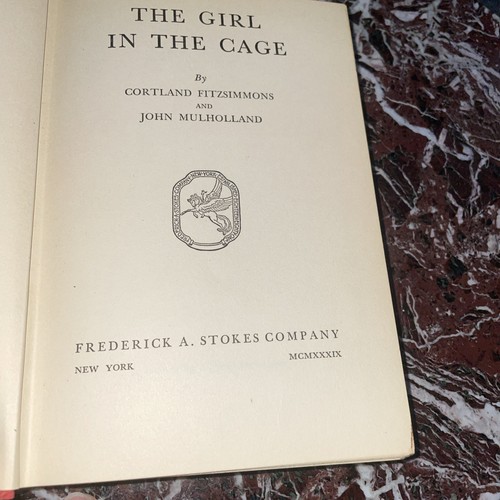 THE GIRL
IN THE CAGE
By
CORTLAND FITZSIMMONS
AND
JOHN MULHOLLAND
FREDERICK A. STOKES COMPANY
NEW YORK
MCMXXXIX